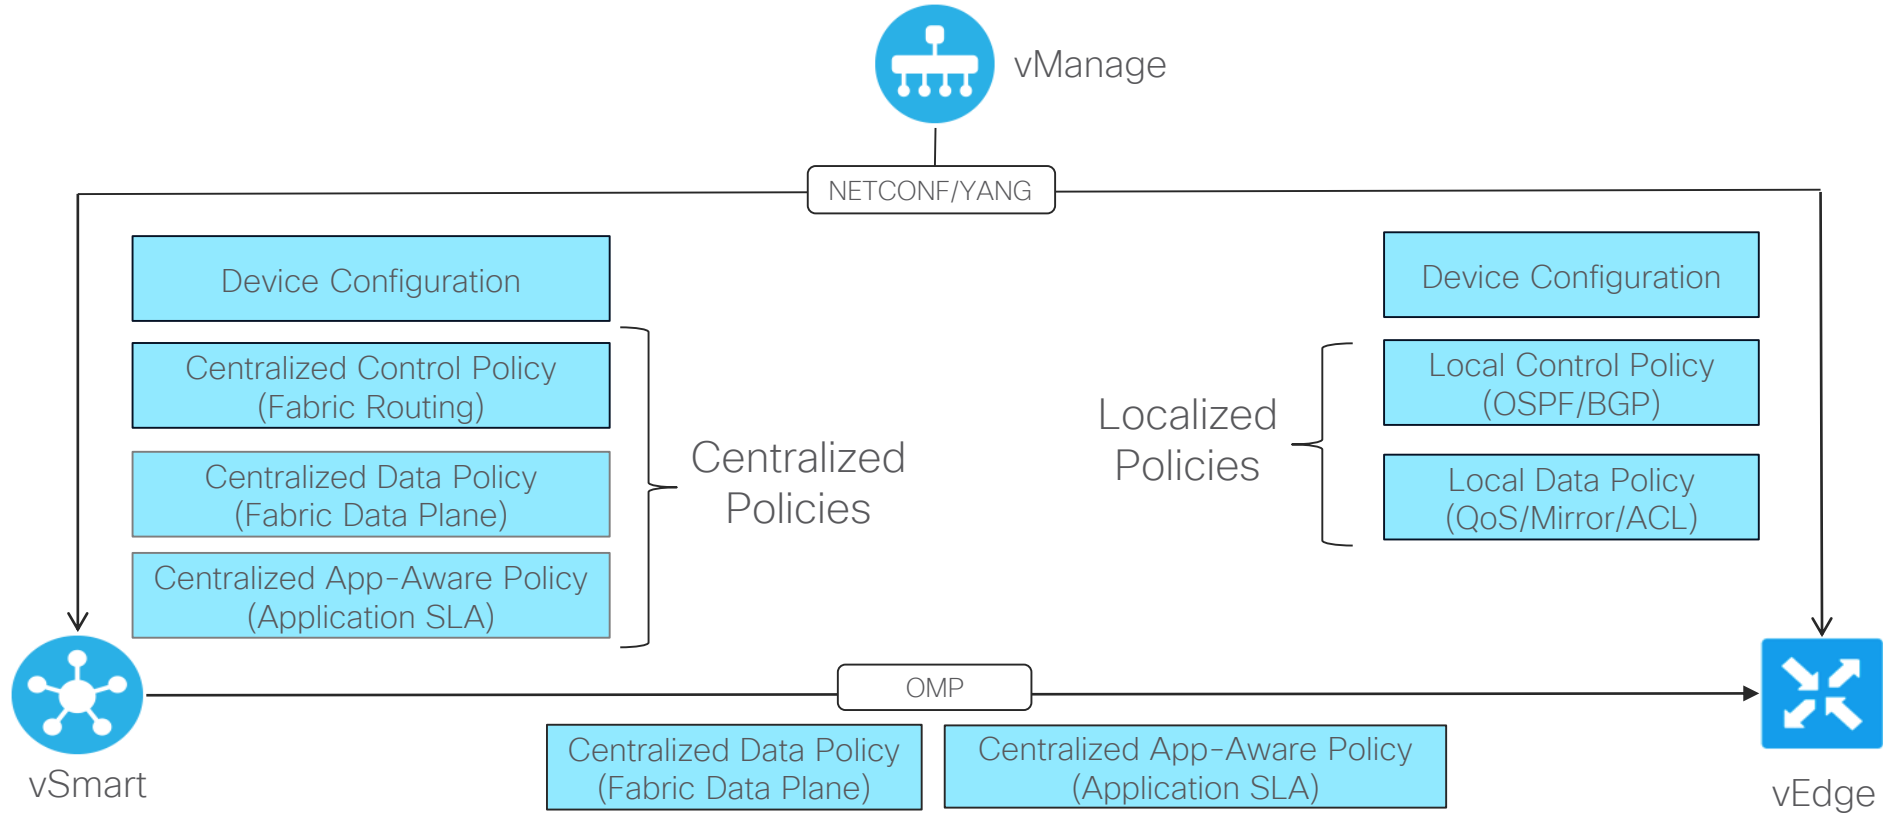 vManage
NETCONF/YANG
Device Configuration
Centralized Control Policy
(Fabric Routing)
Centralized Data Policy
(Fabric Data Plane)
Centralized App-Aware Policy
(Application SLA)
Centralized
Policies
Localized
Policies
Device Configuration
Local Control Policy
(OSPF/BGP)
Local Data Policy
(QoS/Mirror/ACL)
vSmart
OMP
Centralized Data Policy
(Fabric Data Plane)
Centralized App-Aware Policy
(Application SLA)
vEdge